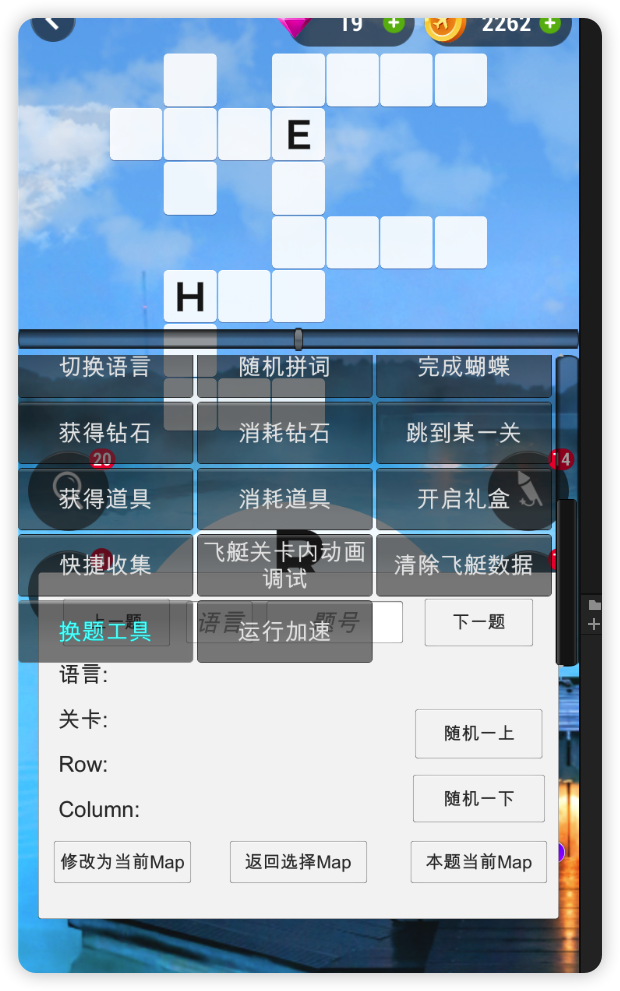 19 + 2262 +
E
H
切换语言 随机拼词 完成蝴蝶
获得钻石 消耗钻石 跳到某一关
20
获得道具 消耗道具 开启礼盒
快捷收集 飞艇关卡内动画调试 清除飞艇数据
R
上一题 语言 题号 下一题
换题工具 运行加速
语言:
关卡:
随机一上
Row:
随机一下
Column:
修改为当前Map 返回选择Map 本题当前Map